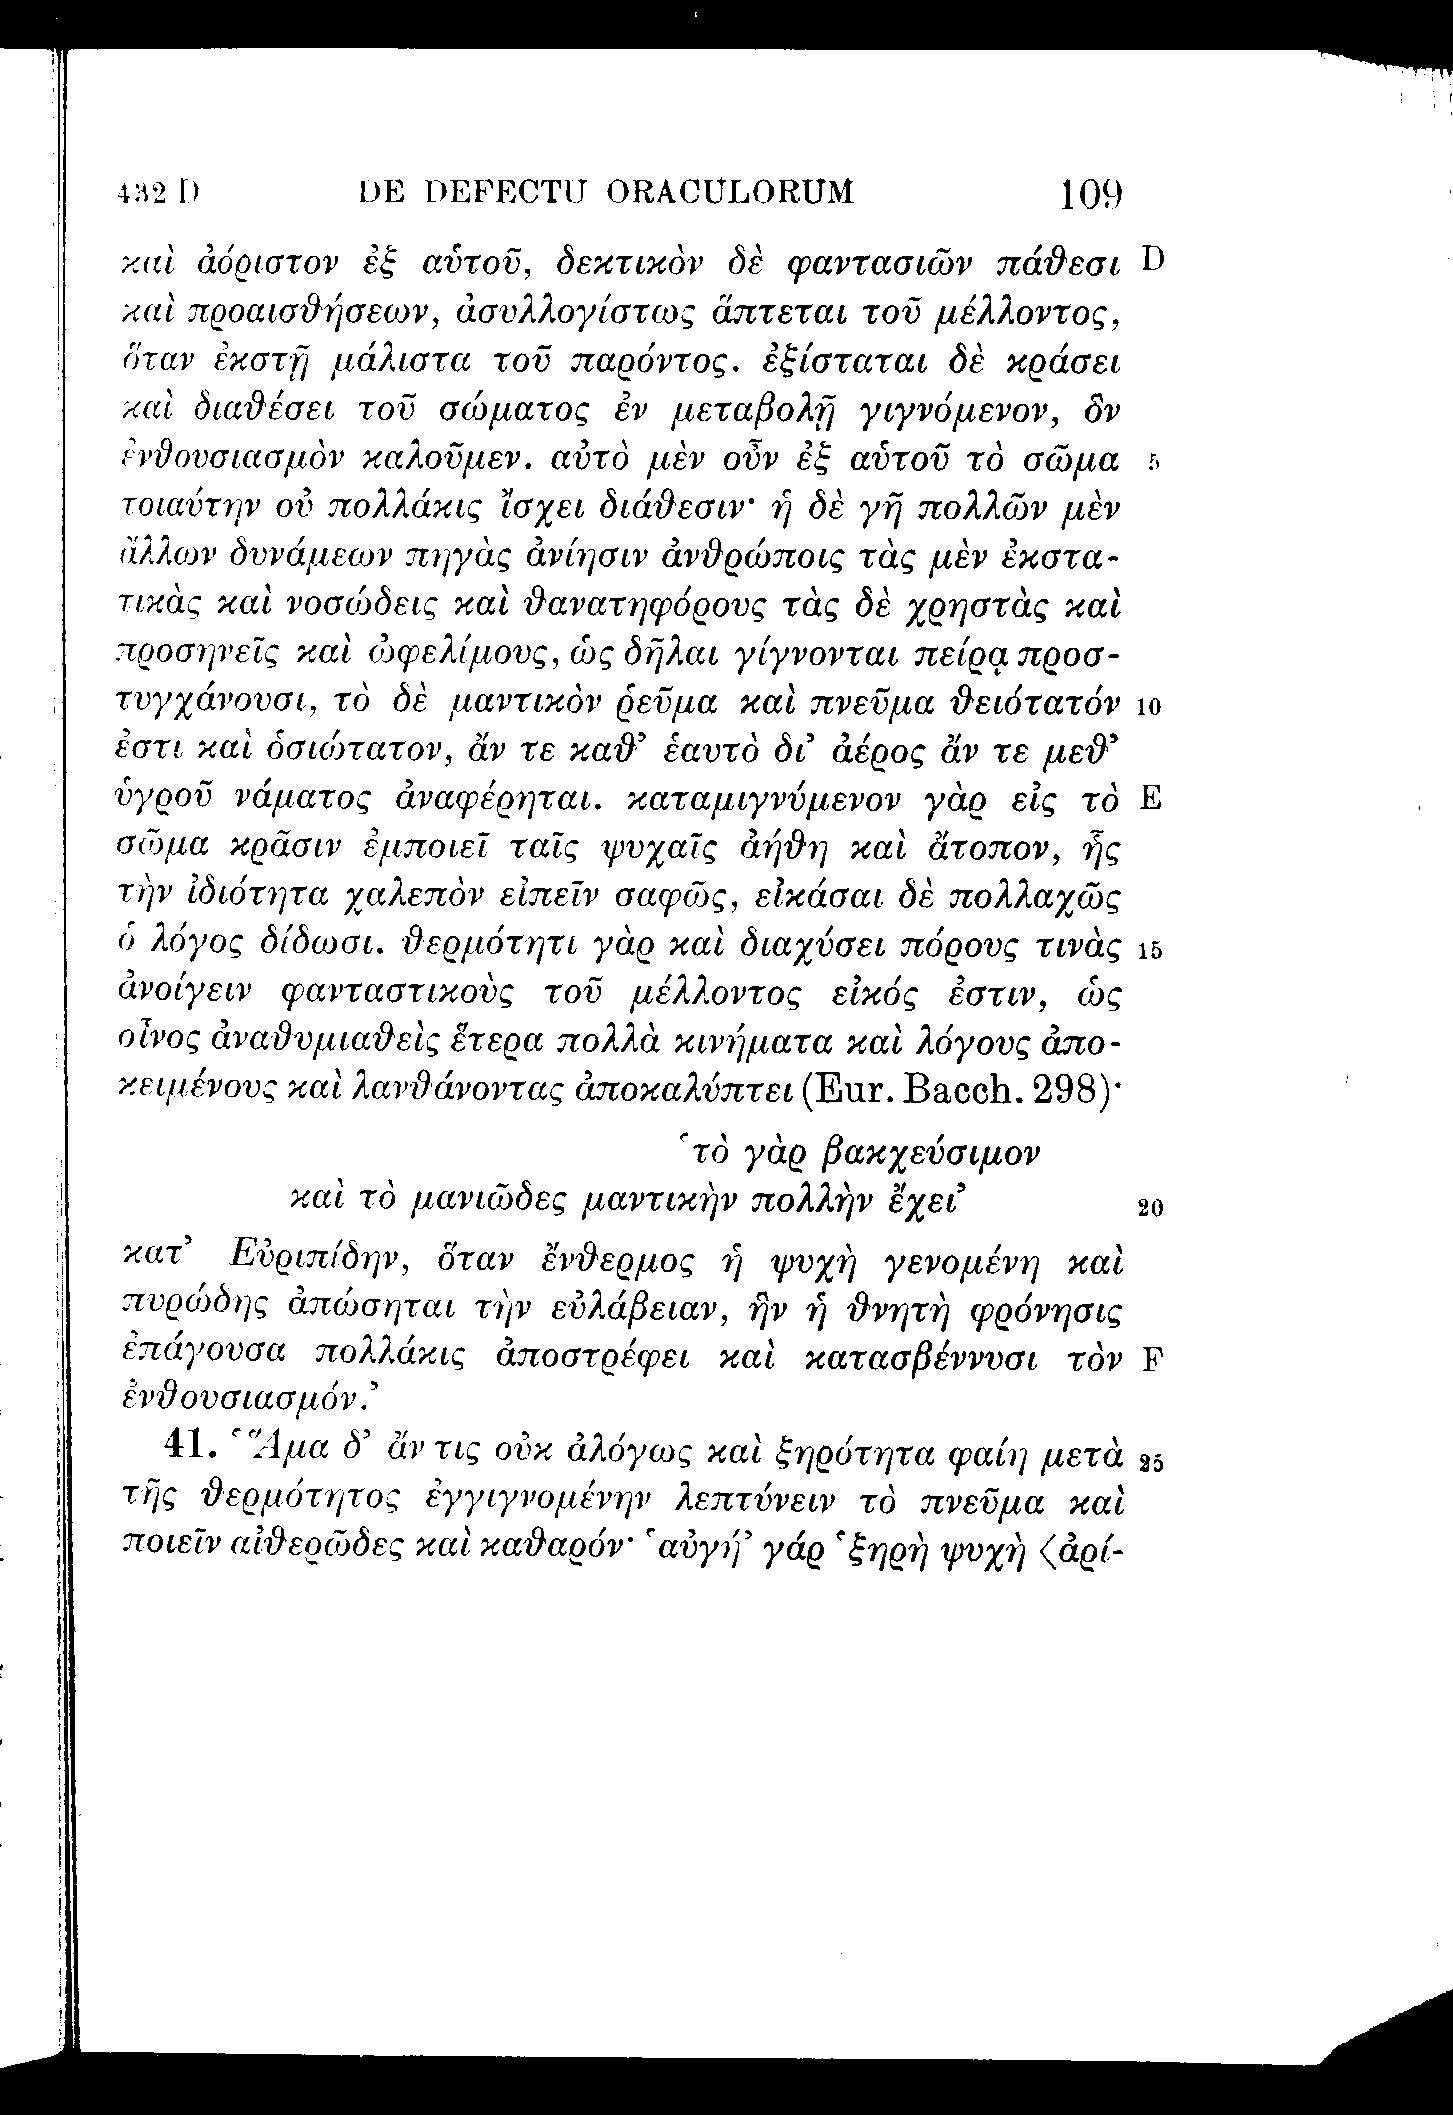 432 D DE DEFECTU ORACULORUM 109
καὶ ἀόριστον ἐξ αὑτοῦ, δεκτικὸν δὲ φαντασιῶν πάθεσι D
καὶ προαισθήσεων, ἀσυλλογίστως ἅπτεται τοῦ μέλλοντος,
ὅταν ἐκστῇ μάλιστα τοῦ παρόντος. ἐξίσταται δὲ κράσει
καὶ διαθέσει τοῦ σώματος ἐν μεταβολῇ γιγνόμενον, ὃν
ἐνθουσιασμὸν καλοῦμεν. αὐτὸ μὲν οὖν ἐξ αὑτοῦ τὸ σῶμα 5
τοιαύτην οὐ πολλάκις ἴσχει διάθεσιν· ἡ δὲ γῆ πολλῶν μὲν
ἄλλων δυνάμεων πηγὰς ἀνίησιν ἀνθρώποις τὰς μὲν ἐκστα-
τικὰς καὶ νοσώδεις καὶ θανατηφόρους τὰς δὲ χρηστὰς καὶ
προσηνεῖς καὶ ὠφελίμους, ὡς δῆλαι γίγνονται πείρᾳ προσ-
τυγχάνουσι, τὸ δὲ μαντικὸν ῥεῦμα καὶ πνεῦμα θειότατόν 10
ἐστι καὶ ὁσιώτατον, ἄν τε καθ’ ἑαυτὸ δι’ ἀέρος ἄν τε μεθ’
ὑγροῦ νάματος ἀναφέρηται. καταμιγνύμενον γὰρ εἰς τὸ E
σῶμα κρᾶσιν ἐμποιεῖ ταῖς ψυχαῖς ἀήθη καὶ ἄτοπον, ἧς
τὴν ἰδιότητα χαλεπὸν εἰπεῖν σαφῶς, εἰκάσαι δὲ πολλαχῶς
ὁ λόγος δίδωσι. θερμότητι γὰρ καὶ διαχύσει πόρους τινὰς 15
ἀνοίγειν φανταστικοὺς τοῦ μέλλοντος εἰκός ἐστιν, ὡς
οἶνος ἀναθυμιαθεὶς ἕτερα πολλὰ κινήματα καὶ λόγους ἀπο-
κειμένους καὶ λανθάνοντας ἀποκαλύπτει (Eur. Bacch. 298)·
‘τὸ γὰρ βακχεύσιμον
καὶ τὸ μανιῶδες μαντικὴν πολλὴν ἔχει’ 20
κατ’ Εὐριπίδην, ὅταν ἔνθερμος ἡ ψυχὴ γενομένη καὶ
πυρώδης ἀπώσηται τὴν εὐλάβειαν, ἣν ἡ θνητὴ φρόνησις
ἐπάγουσα πολλάκις ἀποστρέφει καὶ κατασβέννυσι τὸν F
ἐνθουσιασμόν.’
41. ‘Ἅμα δ’ ἄν τις οὐκ ἀλόγως καὶ ξηρότητα φαίη μετὰ 25
τῆς θερμότητος ἐγγιγνομένην λεπτύνειν τὸ πνεῦμα καὶ
ποιεῖν αἰθερῶδες καὶ καθαρόν· ‘αὐγή’ γάρ ‘ξηρὴ ψυχὴ ⟨ἀρί-